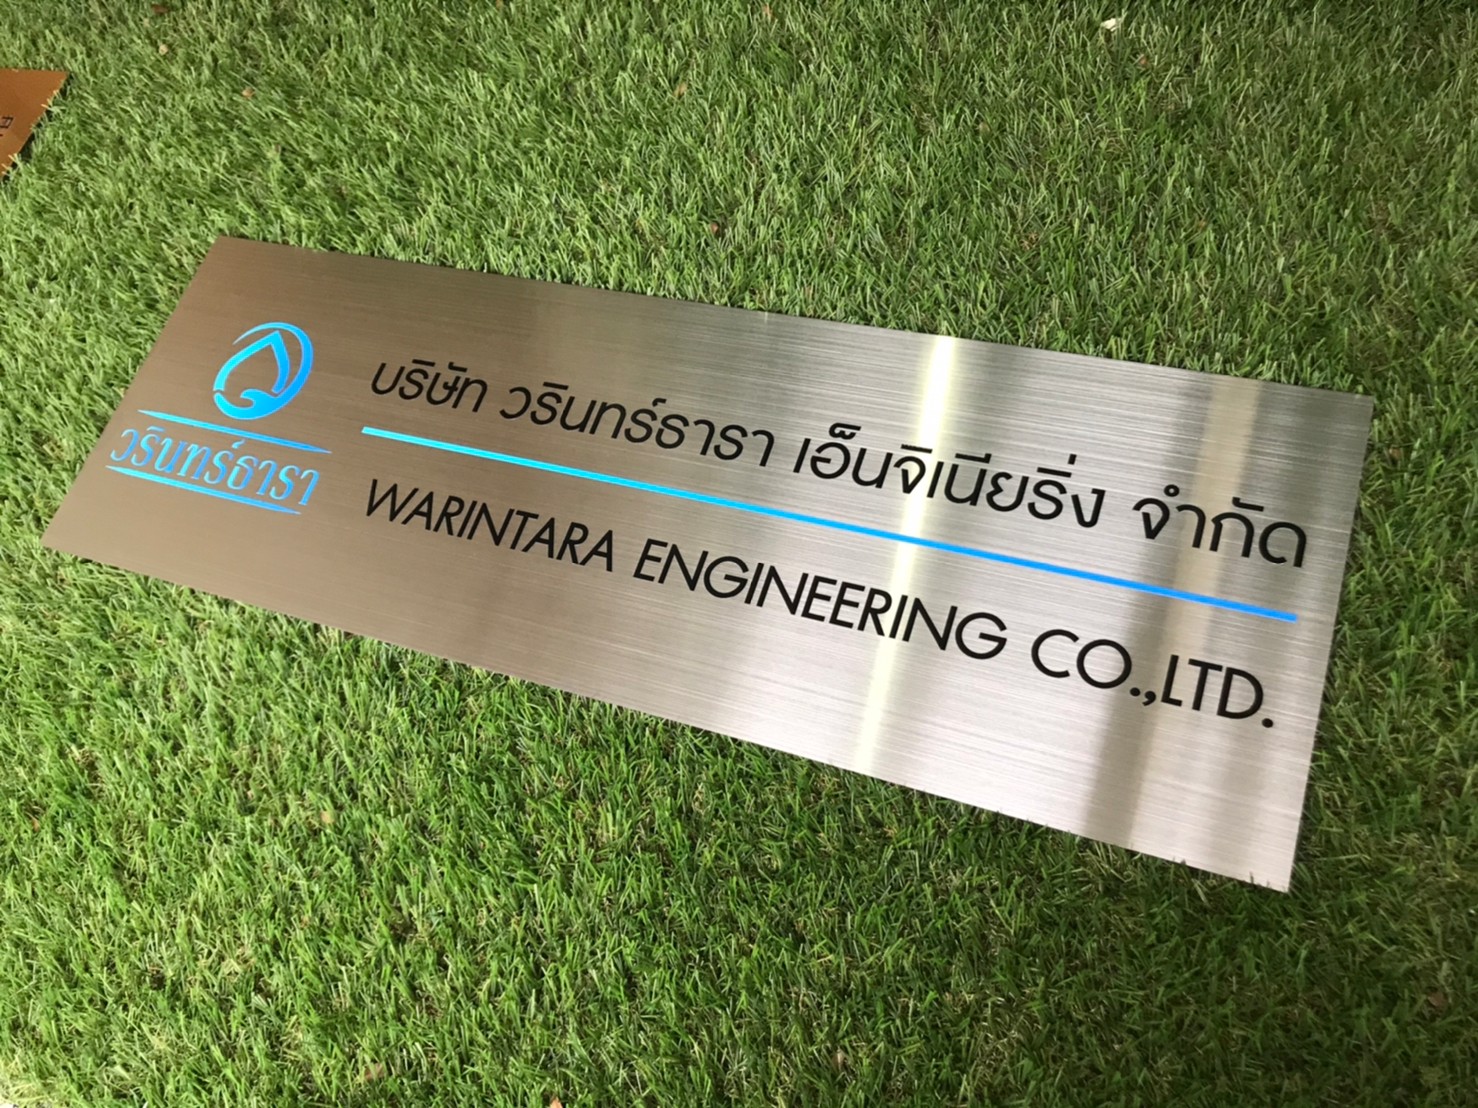 วรินทร์ธารา
บริษัท วรินทร์ธารา เอ็นจิเนียริ่ง จำกัด
WARINTARA ENGINEERING CO.,LTD.